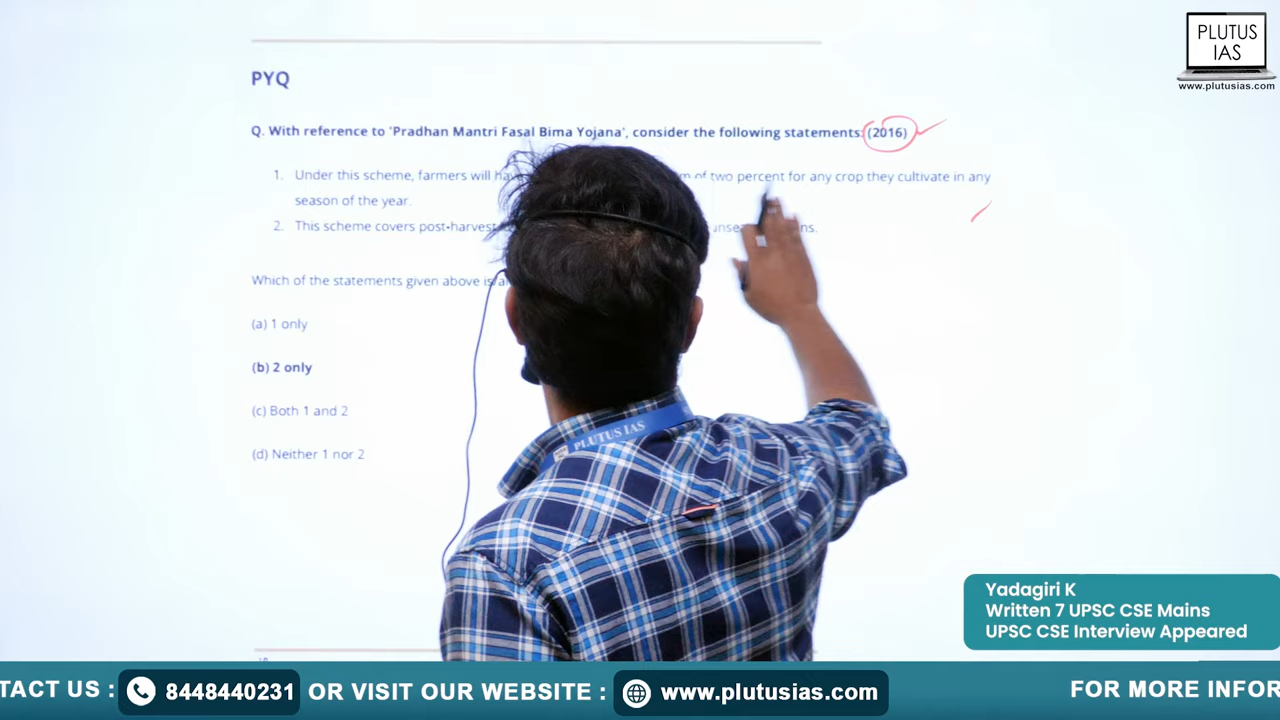 PLUTUS
IAS
www.plutusias.com
PYQ
Q. With reference to 'Pradhan Mantri Fasal Bima Yojana', consider the following statements: (2016)
1. Under this scheme, farmers will of two percent for any crop they cultivate in any
season of the year.
2. This scheme covers post-harvest
Which of the statements given above
(a) 1 only
(b) 2 only
(c) Both 1 and 2
(d) Neither 1 nor 2
PLUTUS IAS
Yadagiri K
Written 7 UPSC CSE Mains
UPSC CSE Interview Appeared
TACT US : 8448440231 OR VISIT OUR WEBSITE : www.plutusias.com FOR MORE INFOR